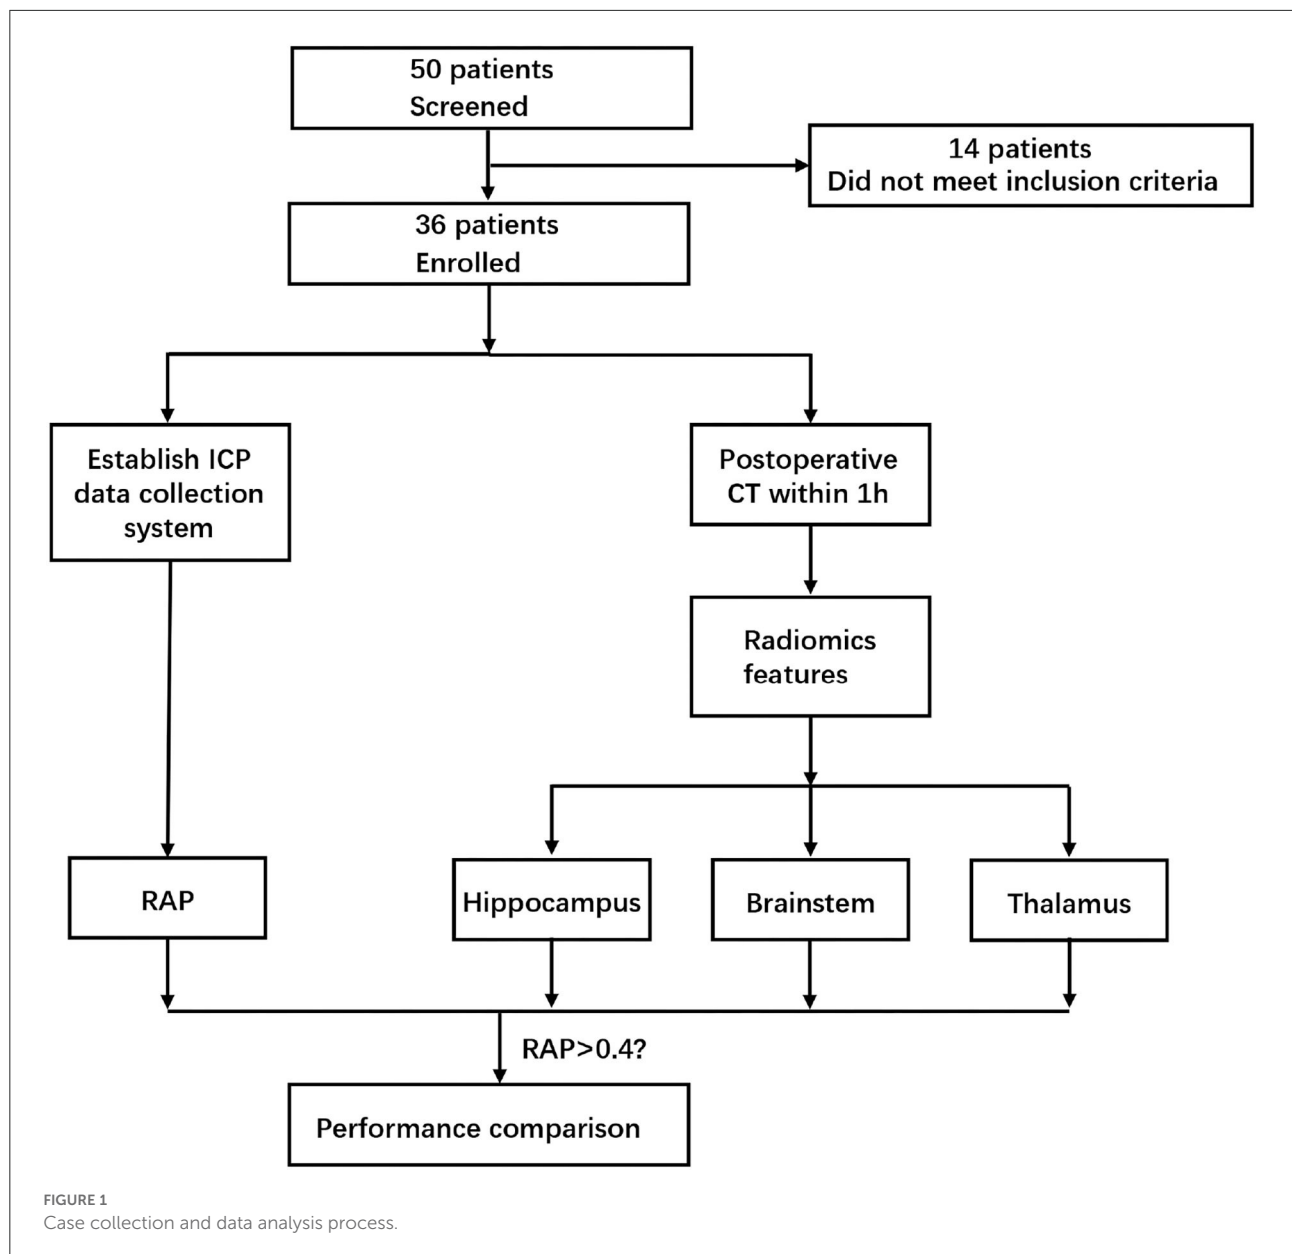 50 patients
Screened
14 patients
Did not meet inclusion criteria
36 patients
Enrolled
Establish ICP
data collection
system
Postoperative
CT within 1h
Radiomics
features
RAP
Hippocampus
Brainstem
Thalamus
RAP>0.4?
Performance comparison
FIGURE 1
Case collection and data analysis process.